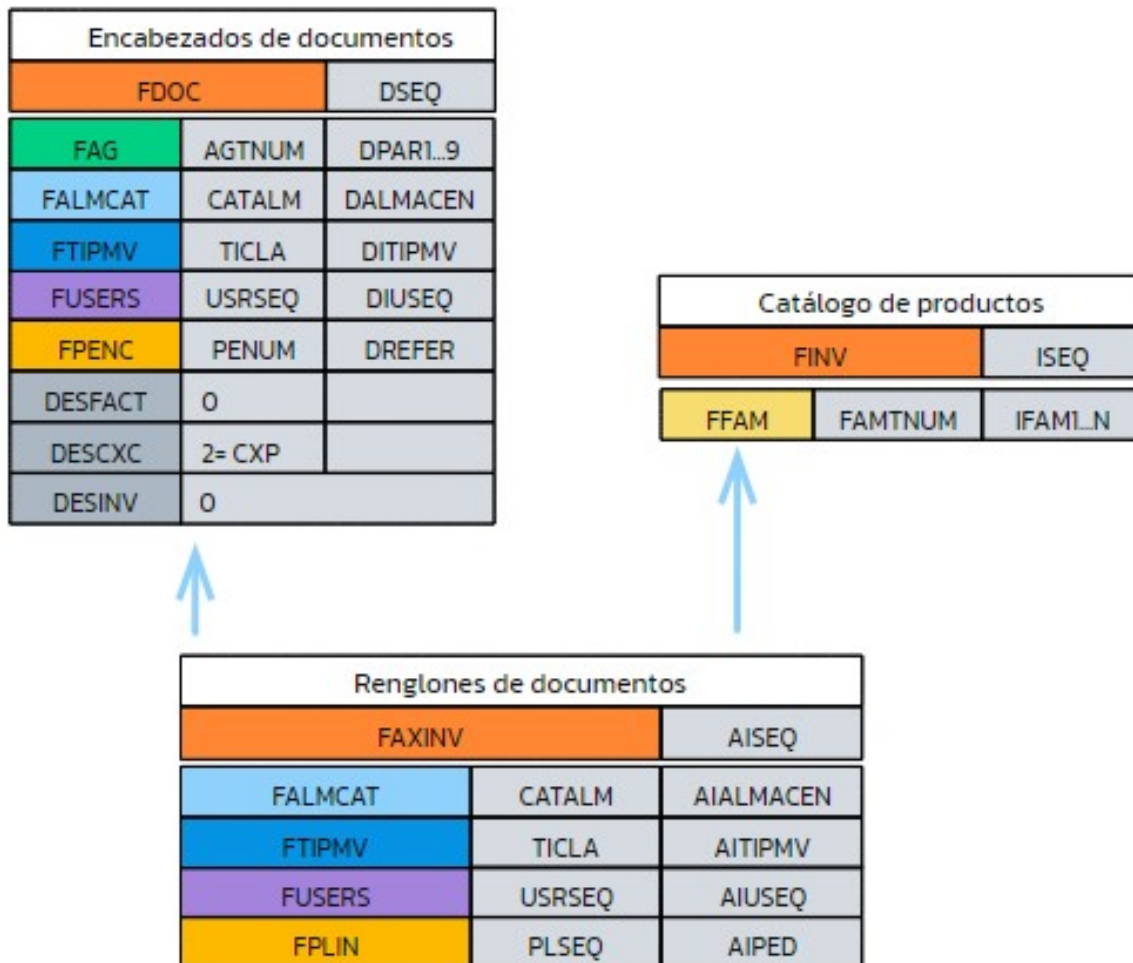 Encabezados de documentos
FDOC DSEQ
FAG AGTNUM DPAR1...9
FALMCAT CATALM DALMACEN
FTIPMV TICLA DITIPMV
FUSERS USRSEQ DIUSEQ
FPENC PENUM DREFER
DESFACT 0
DESCXC 2= CXP
DESINV 0
Catálogo de productos
FINV ISEQ
FFAM FAMTNUM IFAM1...N
Renglones de documentos
FAXINV AISEQ
FALMCAT CATALM AIALMACEN
FTIPMV TICLA AITIPMV
FUSERS USRSEQ AIUSEQ
FPLIN PLSEQ AIPED